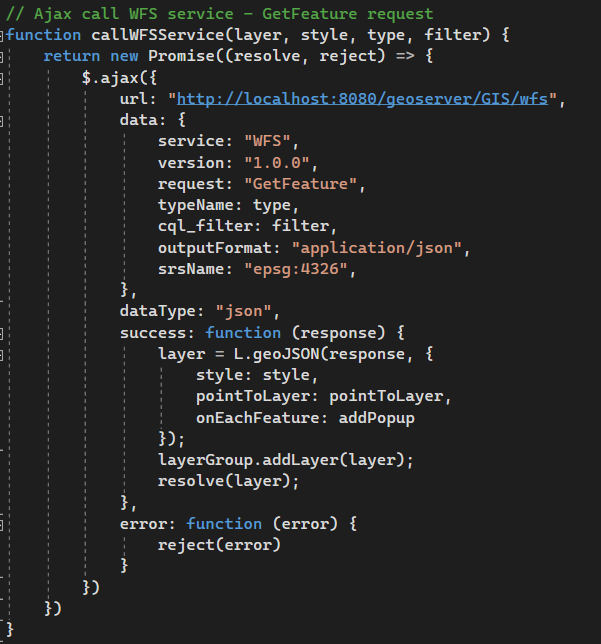 // Ajax call WFS service - GetFeature request
function callWFSService(layer, style, type, filter) {
    return new Promise((resolve, reject) => {
        $.ajax({
            url: "http://localhost:8080/geoserver/GIS/wfs",
            data: {
                service: "WFS",
                version: "1.0.0",
                request: "GetFeature",
                typeName: type,
                cql_filter: filter,
                outputFormat: "application/json",
                srsName: "epsg:4326",
            },
            dataType: "json",
            success: function (response) {
                layer = L.geoJSON(response, {
                    style: style,
                    pointToLayer: pointToLayer,
                    onEachFeature: addPopup
                });
                layerGroup.addLayer(layer);
                resolve(layer);
            },
            error: function (error) {
                reject(error)
            }
        })
    })
}